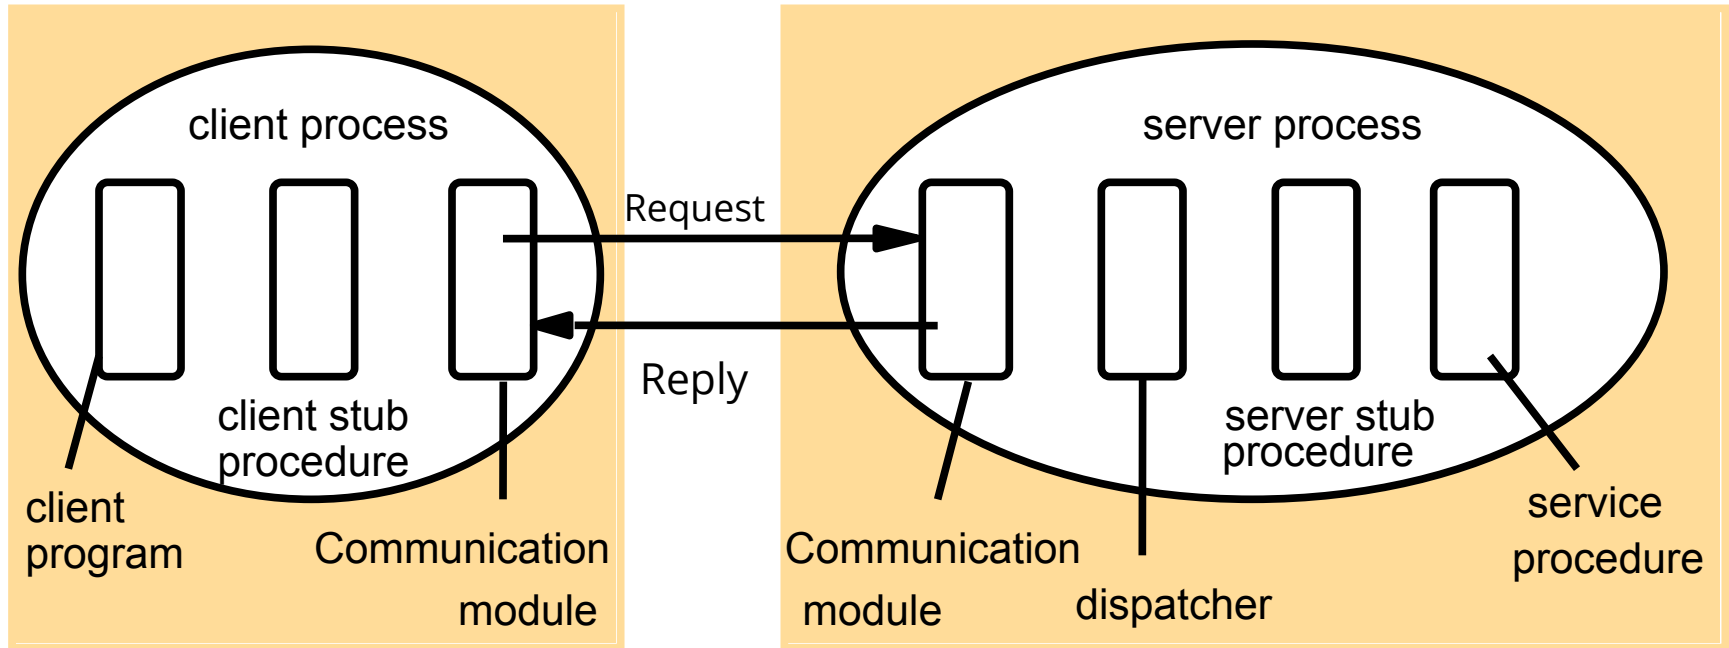 client process
client stub
procedure
client
program
Communication
module
Request
Reply
server process
server stub
procedure
Communication
module
dispatcher
service
procedure